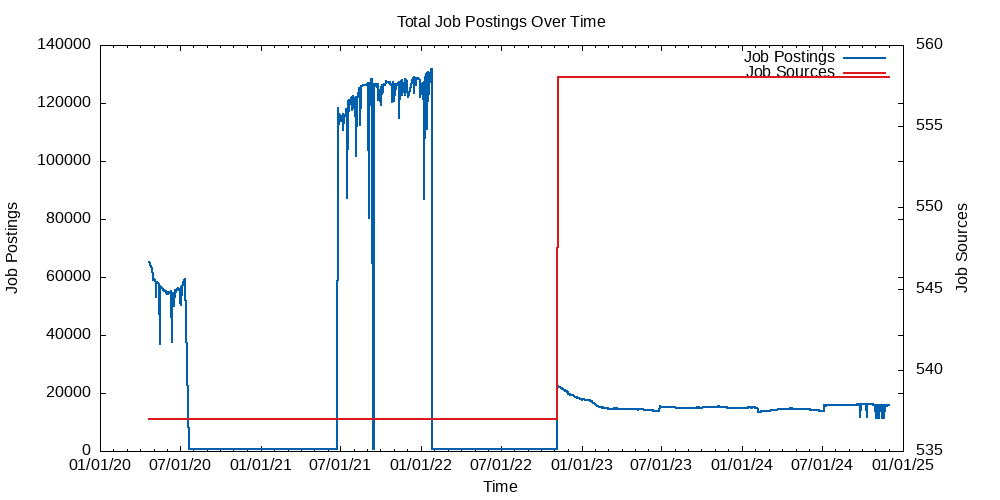 Total Job Postings Over Time
Job Postings
Job Sources
140000
120000
100000
80000
60000
40000
20000
0
560
555
550
545
540
535
Job Postings
Job Sources
01/01/20 07/01/20 01/01/21 07/01/21 01/01/22 07/01/22 01/01/23 07/01/23 01/01/24 07/01/24 01/01/25
Time